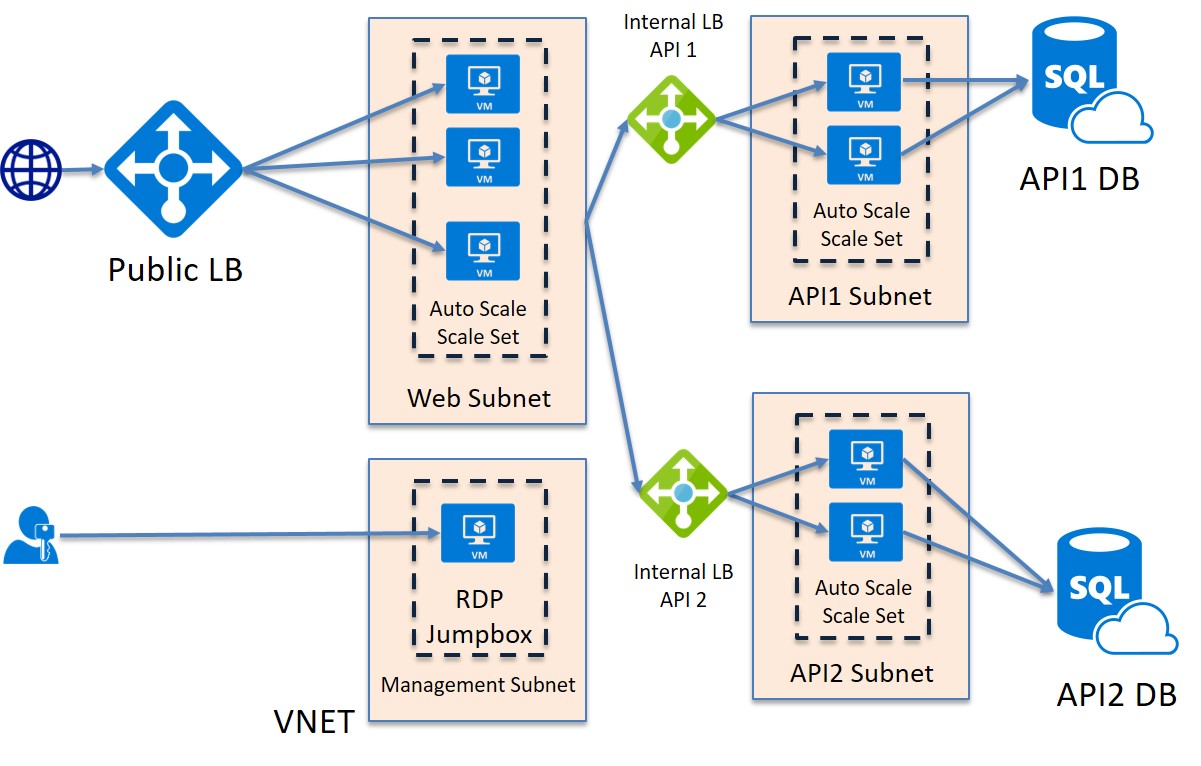 Public LB
VM
VM
VM
Auto Scale
Scale Set
Web Subnet
Internal LB
API 1
VM
VM
Auto Scale
Scale Set
API1 Subnet
SQL
API1 DB
VM
RDP
Jumpbox
Management Subnet
VNET
Internal LB
API 2
VM
VM
Auto Scale
Scale Set
API2 Subnet
SQL
API2 DB